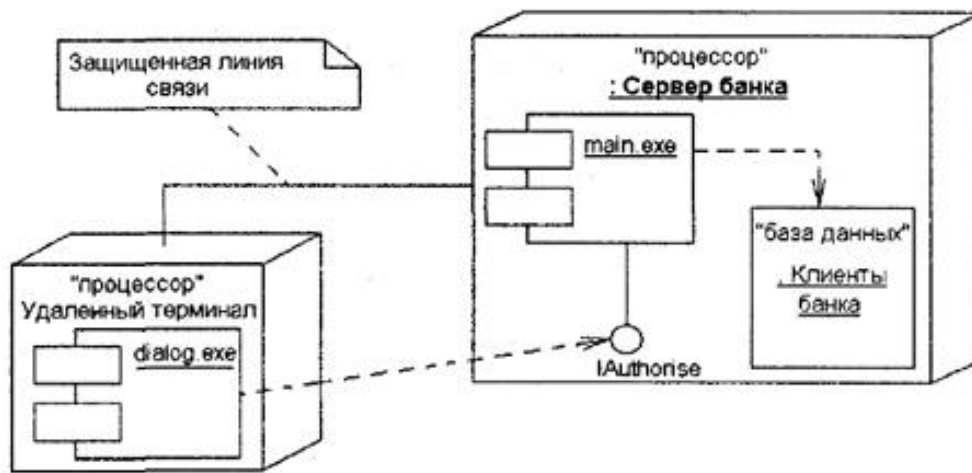 Защищенная линия
связи
"процессор"
: Сервер банка
main.exe
"база данных"
: Клиенты
банка
IAuthorise
"процессор"
Удаленный терминал
dialog.exe